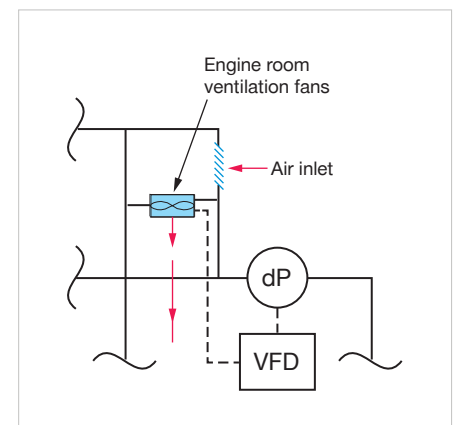 Engine room
ventilation fans
Air inlet
dP
VFD